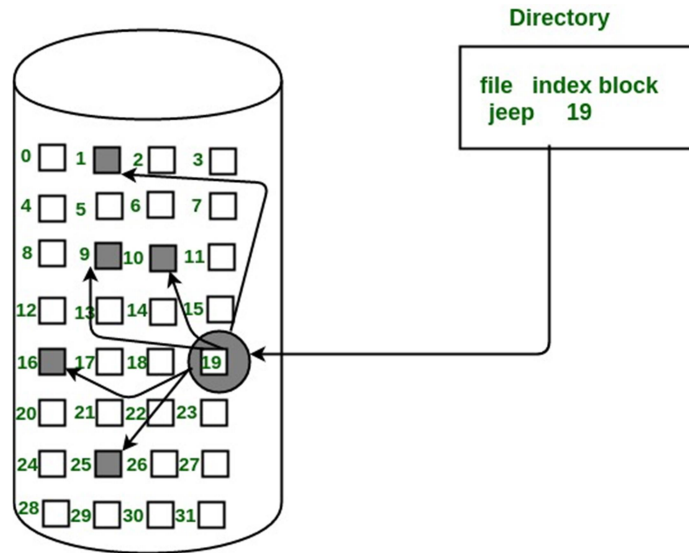 Directory
file index block
jeep 19
0 1 2 3
4 5 6 7
8 9 10 11
12 13 14 15
16 17 18 19
20 21 22 23
24 25 26 27
28 29 30 31